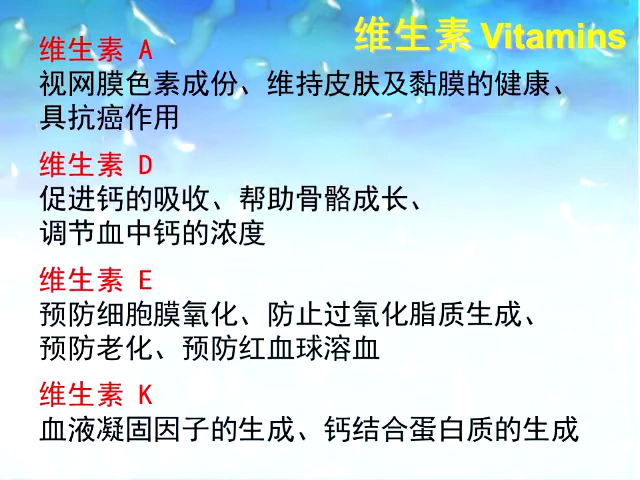 维生素 Vitamins
维生素 A
视网膜色素成份、维持皮肤及黏膜的健康、
具抗癌作用
维生素 D
促进钙的吸收、帮助骨骼成长、
调节血中钙的浓度
维生素 E
预防细胞膜氧化、防止过氧化脂质生成、
预防老化、预防红血球溶血
维生素 K
血液凝固因子的生成、钙结合蛋白质的生成